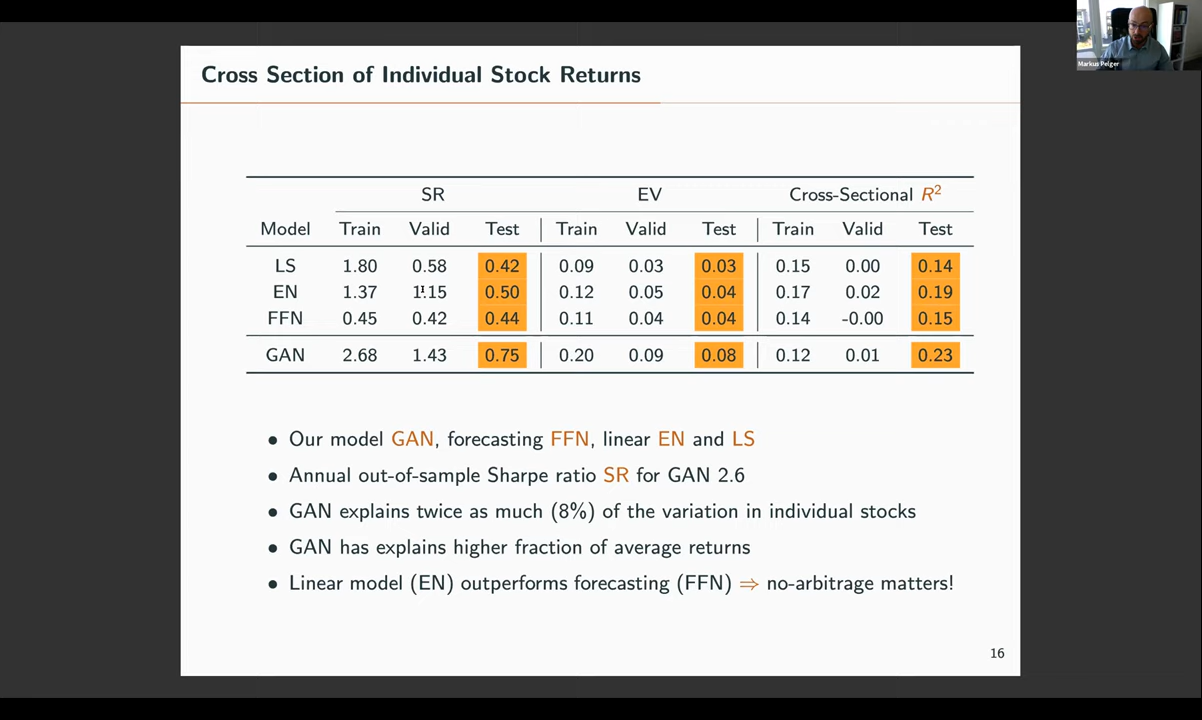 Markus Pelger
Cross Section of Individual Stock Returns
SR EV Cross-Sectional R²
Model Train Valid Test Train Valid Test Train Valid Test
LS 1.80 0.58 0.42 0.09 0.03 0.03 0.15 0.00 0.14
EN 1.37 1.15 0.50 0.12 0.05 0.04 0.17 0.02 0.19
FFN 0.45 0.42 0.44 0.11 0.04 0.04 0.14 -0.00 0.15
GAN 2.68 1.43 0.75 0.20 0.09 0.08 0.12 0.01 0.23
• Our model GAN, forecasting FFN, linear EN and LS
• Annual out-of-sample Sharpe ratio SR for GAN 2.6
• GAN explains twice as much (8%) of the variation in individual stocks
• GAN has explains higher fraction of average returns
• Linear model (EN) outperforms forecasting (FFN) ⇒ no-arbitrage matters!
16